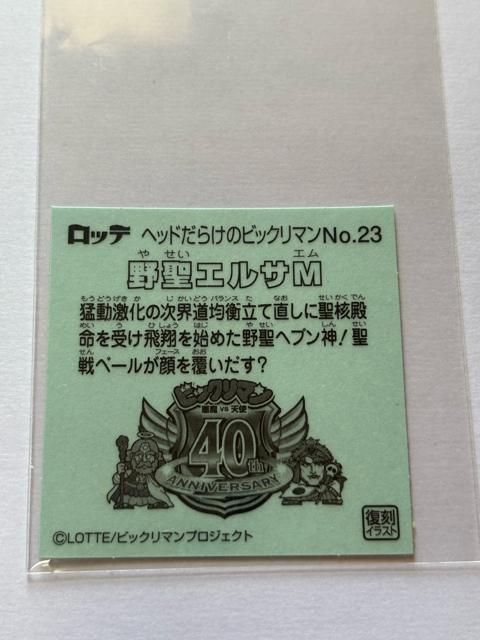 ロッテ ヘッドだらけのビックリマンNo.23
野聖エルサM
猛動激化の次界道均衡立て直しに聖核殿
命を受け飛翔を始めた野聖ヘブン神!聖
戦ベールが顔を覆いだす?
ビックリマン
悪魔 VS 天使
40th
ANNIVERSARY
復刻
イラスト
©LOTTE/ビックリマンプロジェクト